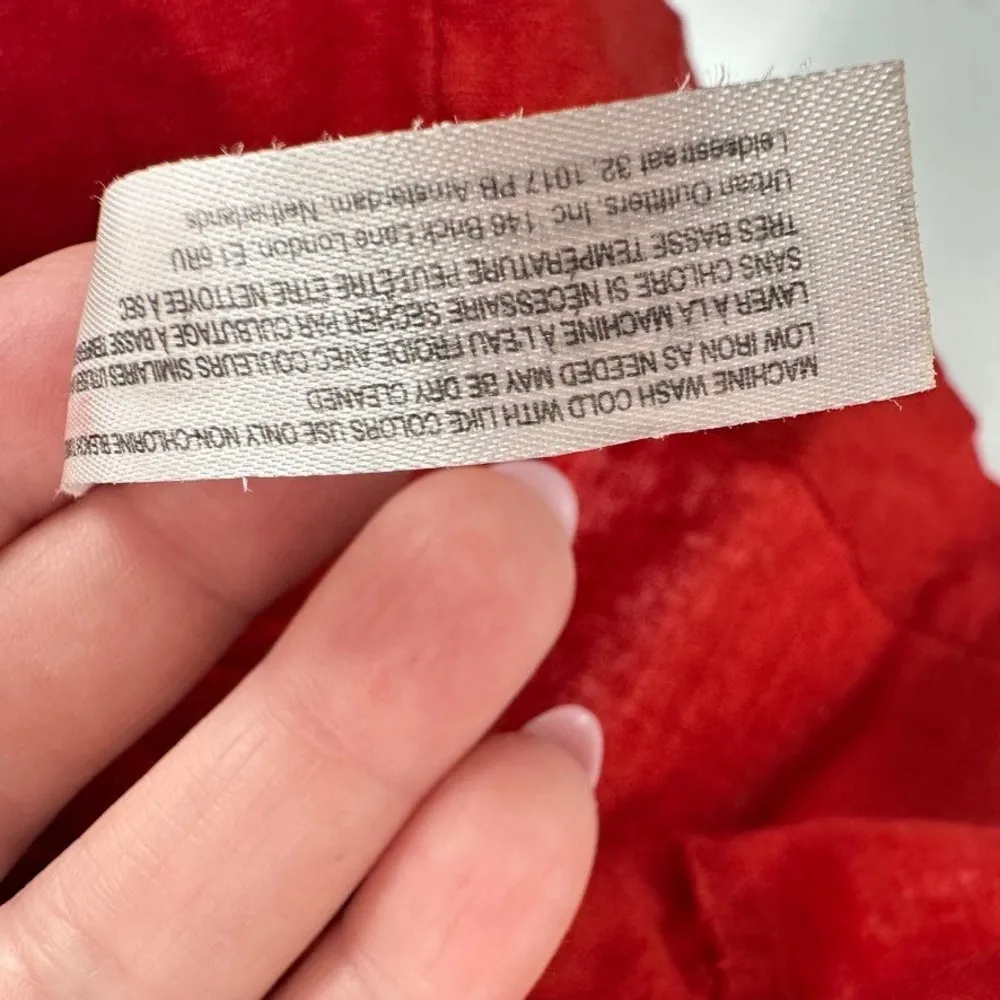 MACHINE WASH COLD WITH LIKE COLORS USE ONLY NON-CHLORINE BLEACH
LOW IRON AS NEEDED MAY BE DRY CLEANED
LAVER À LA MACHINE À L'EAU FROIDE AVEC COULEURS SIMILAIRES
SANS CHLORE SI NÉCESSAIRE SÉCHER PAR CULBUTAGE À BASSE
TRÈS BASSE TEMPÉRATURE PEUT ÊTRE NETTOYÉE À SEC
Urban Outfitters, Inc. 146 Brick Lane London, E1 6RU
Leidsestraat 32, 1017 PB Amsterdam, Netherlands